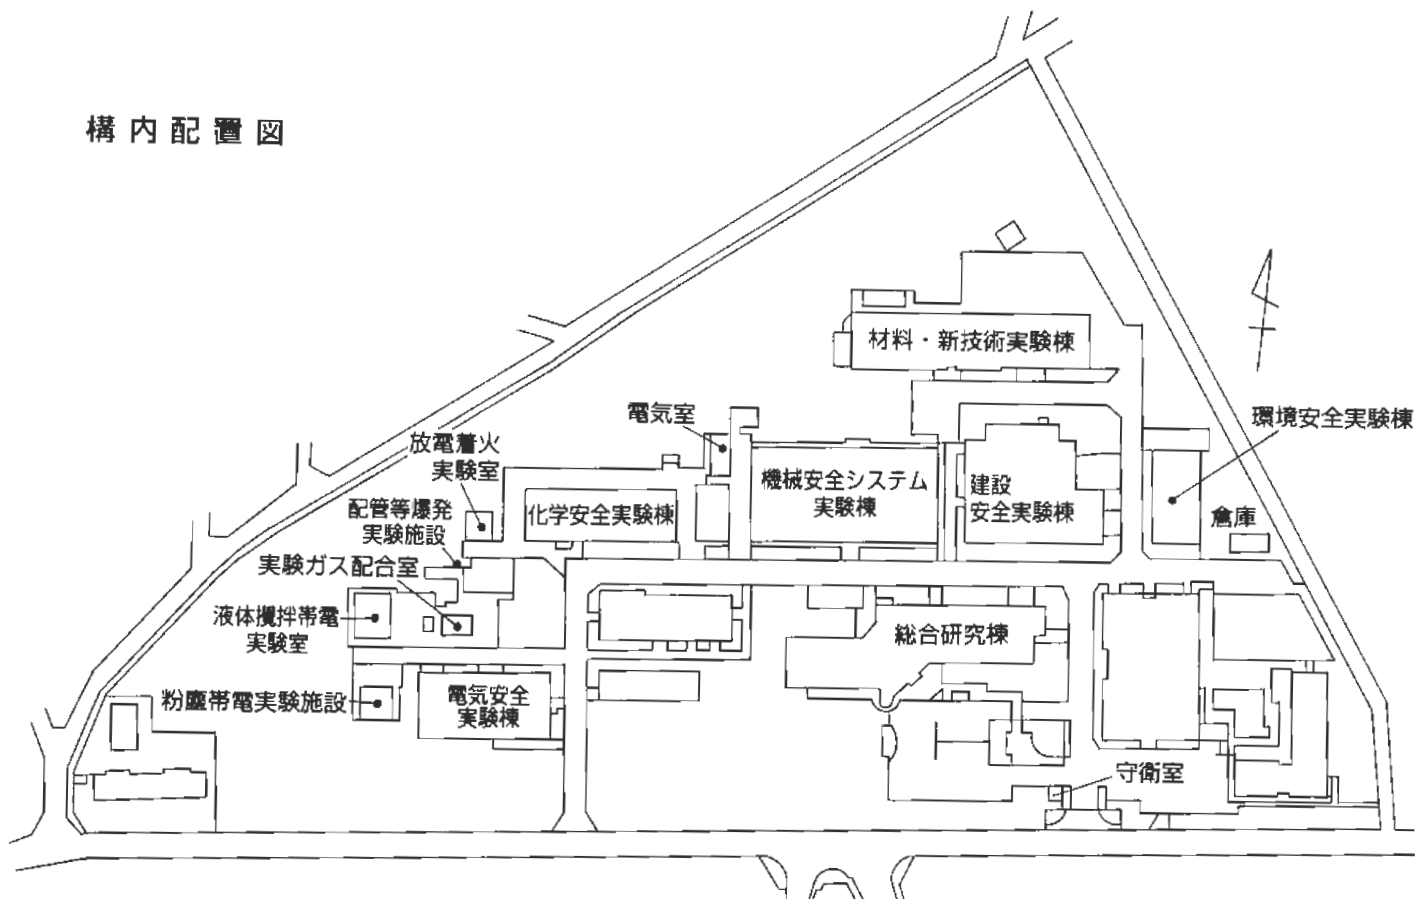 構内配置図
材料・新技術実験棟
電気室
環境安全実験棟
放電着火
実験室
機械安全システム
実験棟
建設
安全実験棟
配管等爆発
実験施設
化学安全実験棟
倉庫
実験ガス配合室
液体攪拌帯電
実験室
総合研究棟
粉塵帯電実験施設
電気安全
実験棟
守衛室